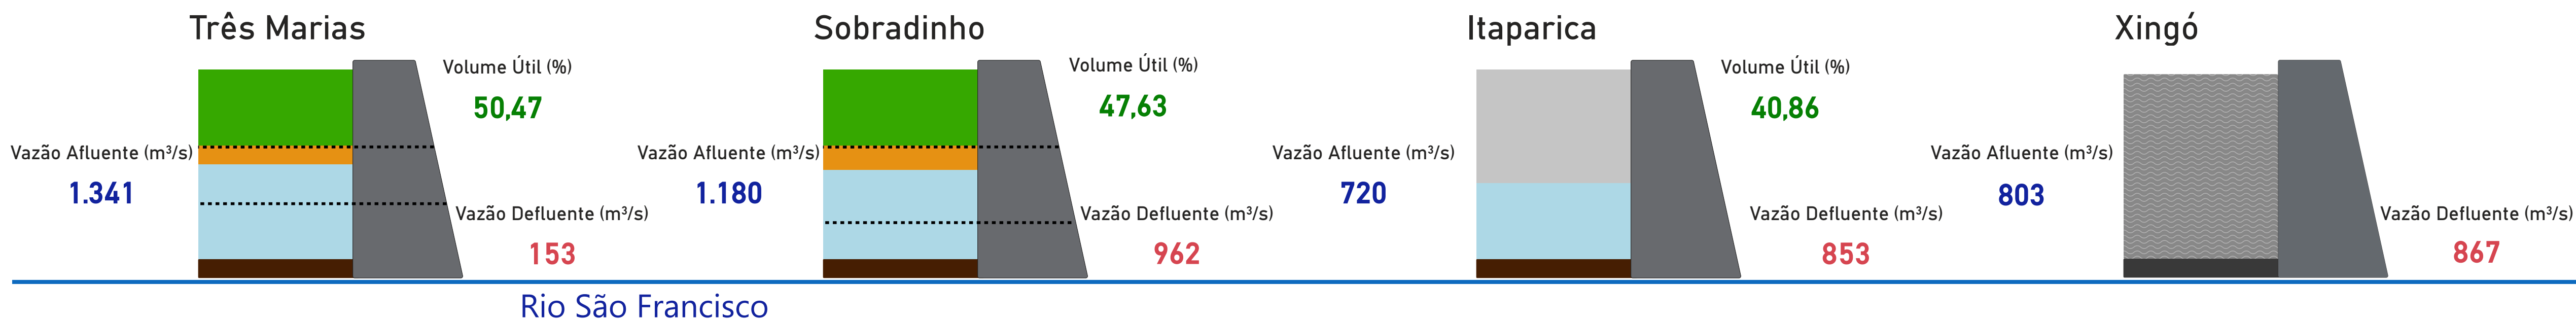 Três Marias
Volume Útil (%)
50,47
Vazão Afluente (m³/s)
1.341
Vazão Defluente (m³/s)
153
Sobradinho
Volume Útil (%)
47,63
Vazão Afluente (m³/s)
1.180
Vazão Defluente (m³/s)
962
Itaparica
Volume Útil (%)
40,86
Vazão Afluente (m³/s)
720
Vazão Defluente (m³/s)
853
Xingó
Vazão Afluente (m³/s)
803
Vazão Defluente (m³/s)
867
Rio São Francisco